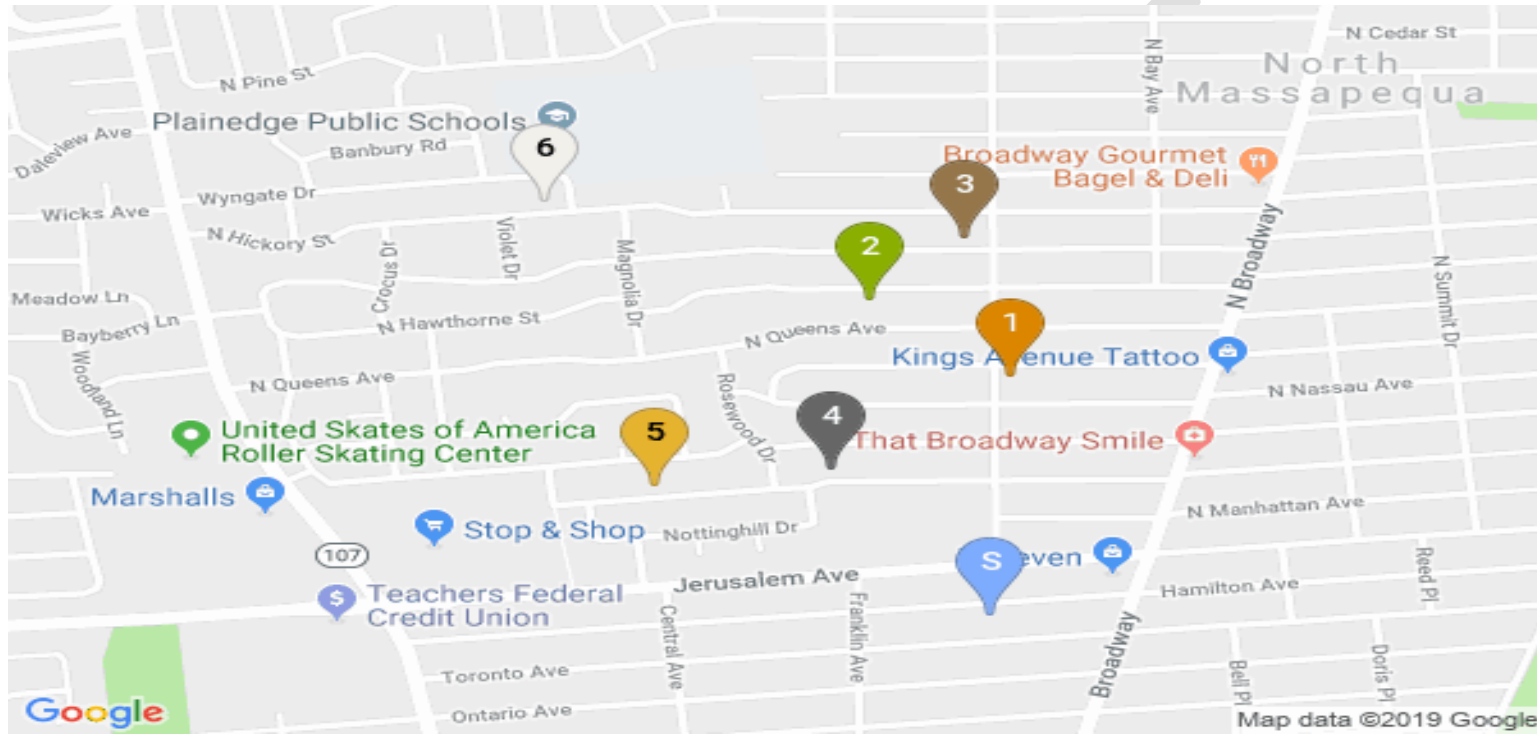 N Cedar St
North
Massapequa
N Pine St
N Bay Ave
Plainedge Public Schools
Daleview Ave
Banbury Rd
6
Broadway Gourmet
Bagel & Deli
3
Wyngate Dr
Wicks Ave
N Hickory St
Violet Dr
Crocus Dr
Magnolia Dr
2
N Broadway
N Summit Dr
Meadow Ln
Bayberry Ln
N Hawthorne St
N Queens Ave
1
Kings Avenue Tattoo
Woodland Ln
N Queens Ave
Rosewood Dr
N Nassau Ave
4
United Skates of America
Roller Skating Center
5
That Broadway Smile
Marshalls
Stop & Shop
Nottinghill Dr
N Manhattan Ave
107
S
even
Jerusalem Ave
Teachers Federal
Credit Union
Hamilton Ave
Reed Pl
Central Ave
Franklin Ave
Broadway
Toronto Ave
Bell Pl
Doris Pl
Ontario Ave
Google
Map data ©2019 Google